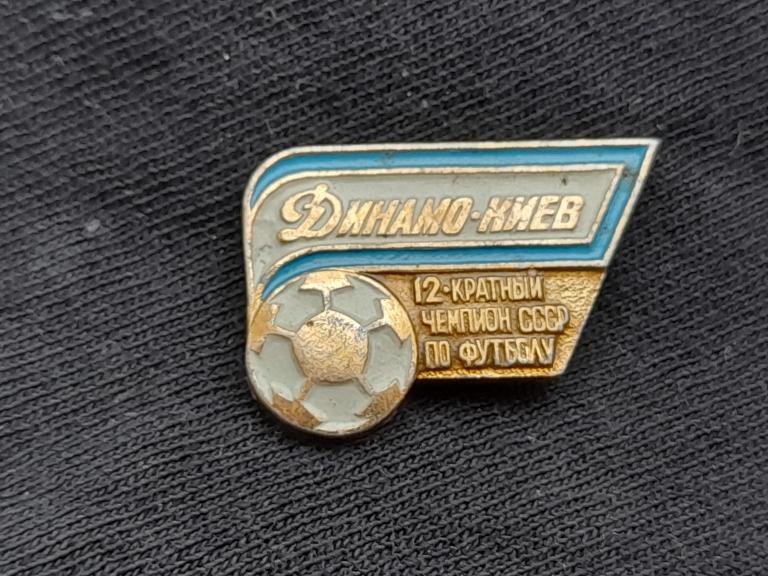 ДИНАМО·КИЕВ
12·КРАТНЫЙ
ЧЕМПИОН СССР
ПО ФУТБОЛУ